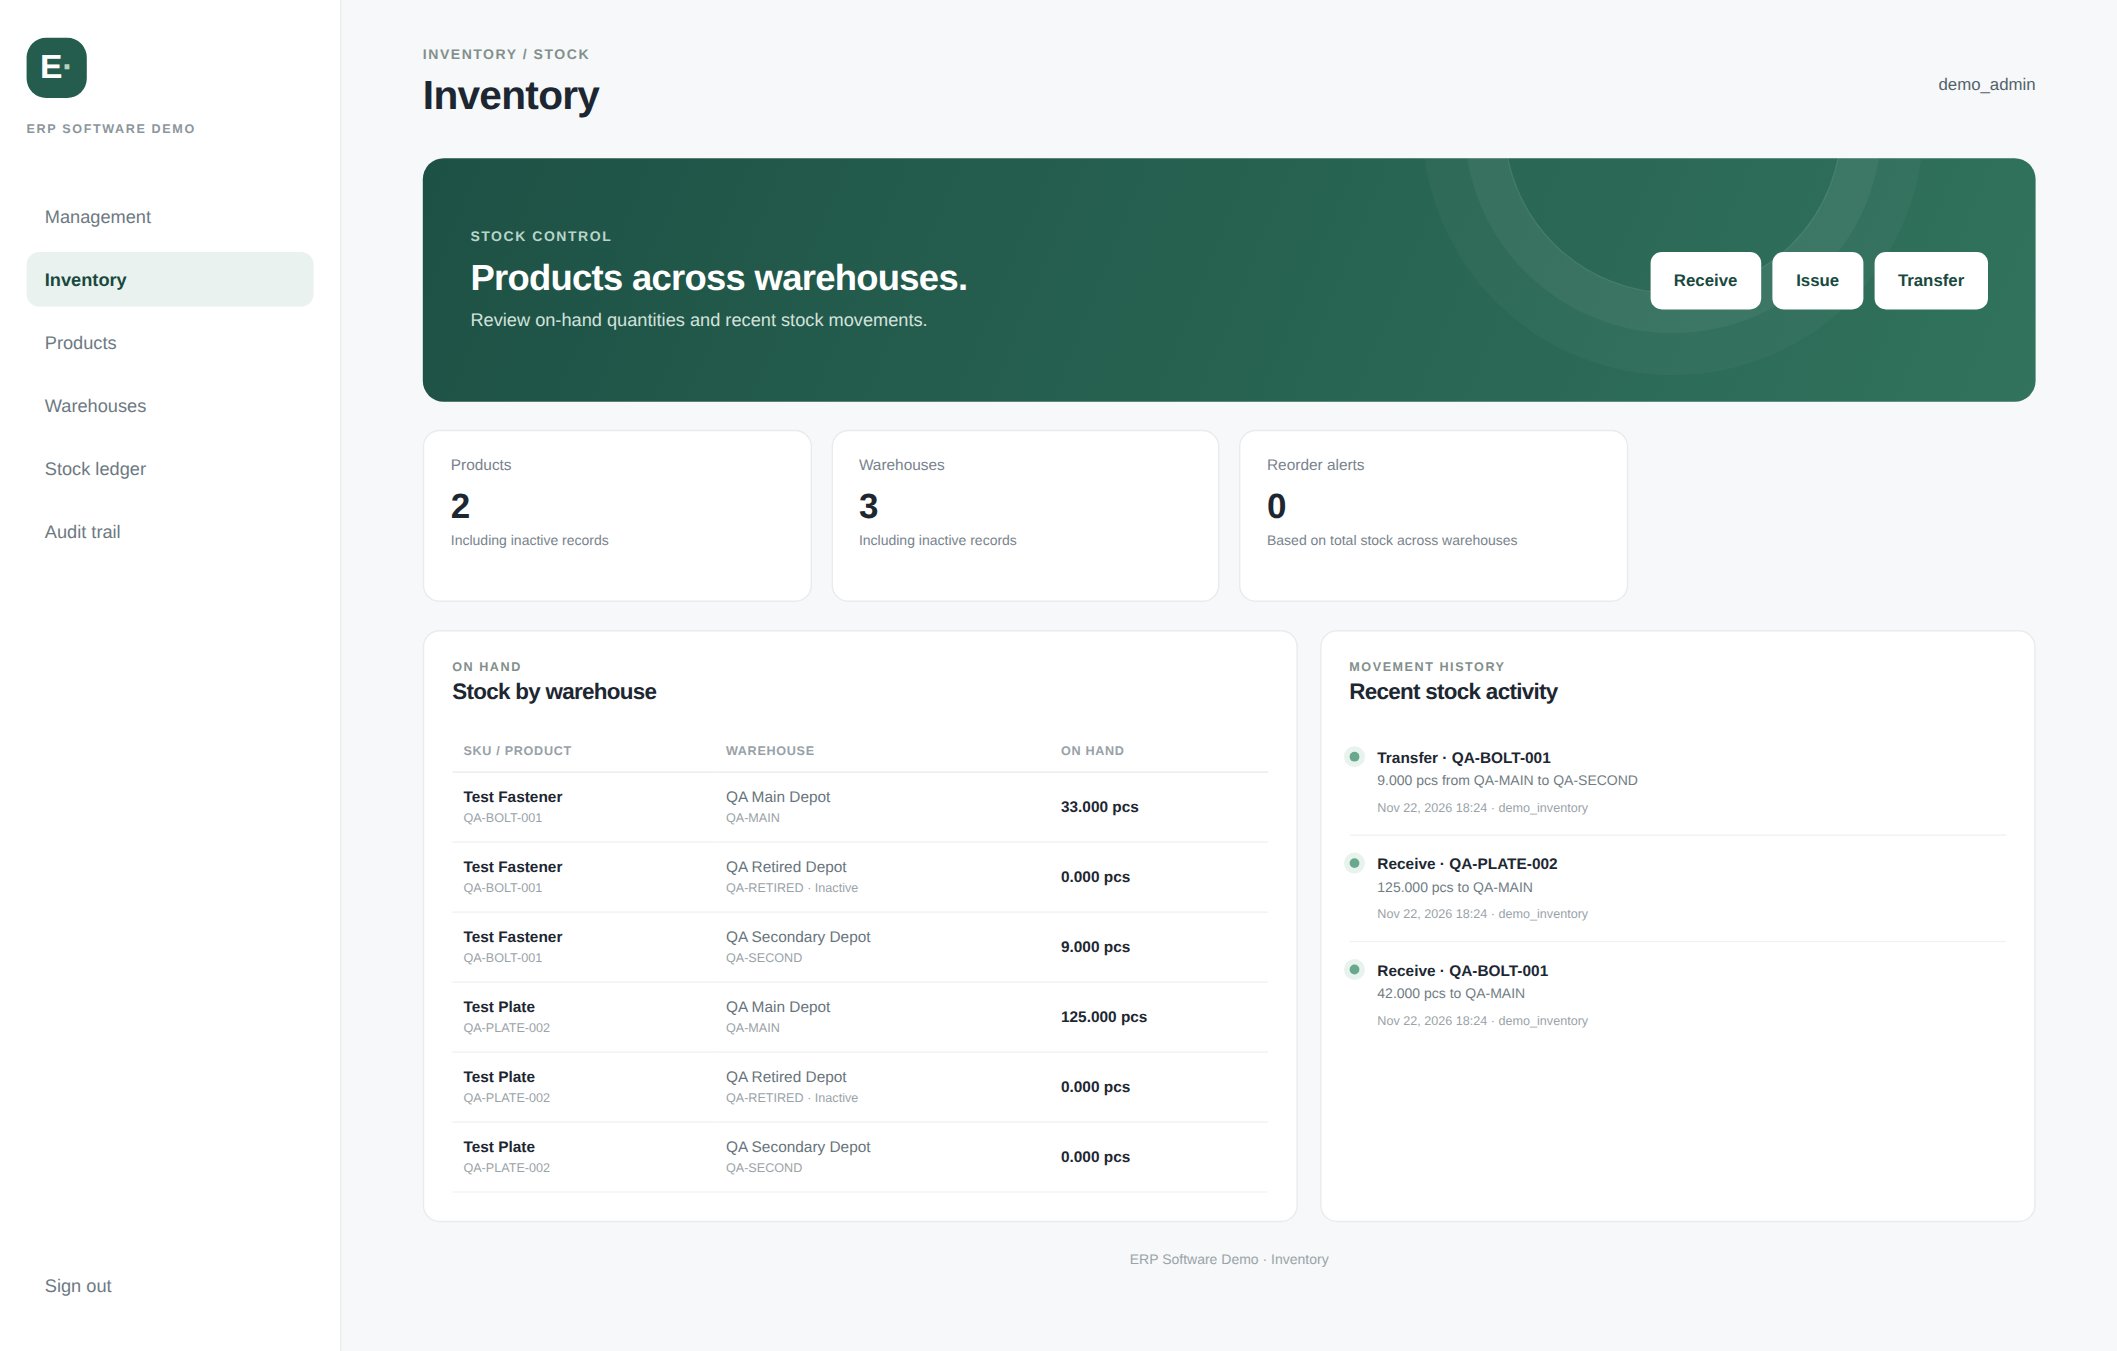 E·
ERP SOFTWARE DEMO
Management
Inventory
Products
Warehouses
Stock ledger
Audit trail
Sign out
INVENTORY / STOCK
Inventory
demo_admin
STOCK CONTROL
Products across warehouses.
Review on-hand quantities and recent stock movements.
Receive
Issue
Transfer
Products
2
Including inactive records
Warehouses
3
Including inactive records
Reorder alerts
0
Based on total stock across warehouses
ON HAND
Stock by warehouse
SKU / PRODUCT WAREHOUSE ON HAND
Test Fastener QA Main Depot 33.000 pcs
QA-BOLT-001 QA-MAIN
Test Fastener QA Retired Depot 0.000 pcs
QA-BOLT-001 QA-RETIRED · Inactive
Test Fastener QA Secondary Depot 9.000 pcs
QA-BOLT-001 QA-SECOND
Test Plate QA Main Depot 125.000 pcs
QA-PLATE-002 QA-MAIN
Test Plate QA Retired Depot 0.000 pcs
QA-PLATE-002 QA-RETIRED · Inactive
Test Plate QA Secondary Depot 0.000 pcs
QA-PLATE-002 QA-SECOND
MOVEMENT HISTORY
Recent stock activity
Transfer · QA-BOLT-001
9.000 pcs from QA-MAIN to QA-SECOND
Nov 22, 2026 18:24 · demo_inventory
Receive · QA-PLATE-002
125.000 pcs to QA-MAIN
Nov 22, 2026 18:24 · demo_inventory
Receive · QA-BOLT-001
42.000 pcs to QA-MAIN
Nov 22, 2026 18:24 · demo_inventory
ERP Software Demo · Inventory